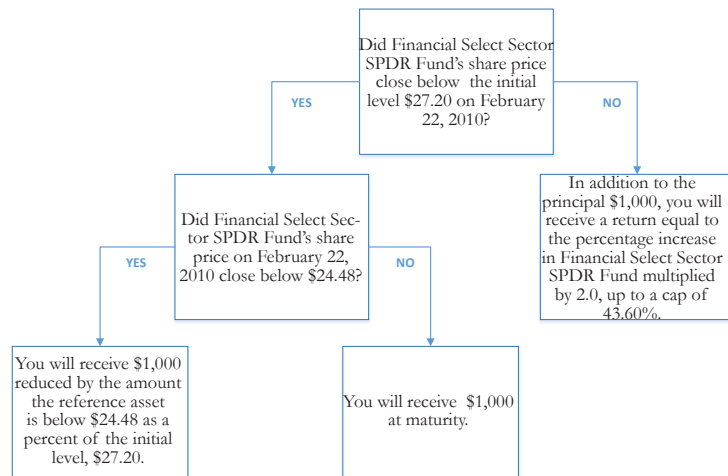 Did Financial Select Sector
SPDR Fund's share price
close below the initial
level $27.20 on February
22, 2010?
YES
NO
Did Financial Select Sec-
tor SPDR Fund's share
price on February 22,
2010 close below $24.48?
In addition to the
principal $1,000, you will
receive a return equal to
the percentage increase
in Financial Select Sector
SPDR Fund multiplied
by 2.0, up to a cap of
43.60%.
YES
NO
You will receive $1,000
reduced by the amount
the reference asset
is below $24.48 as a
percent of the initial
level, $27.20.
You will receive $1,000
at maturity.